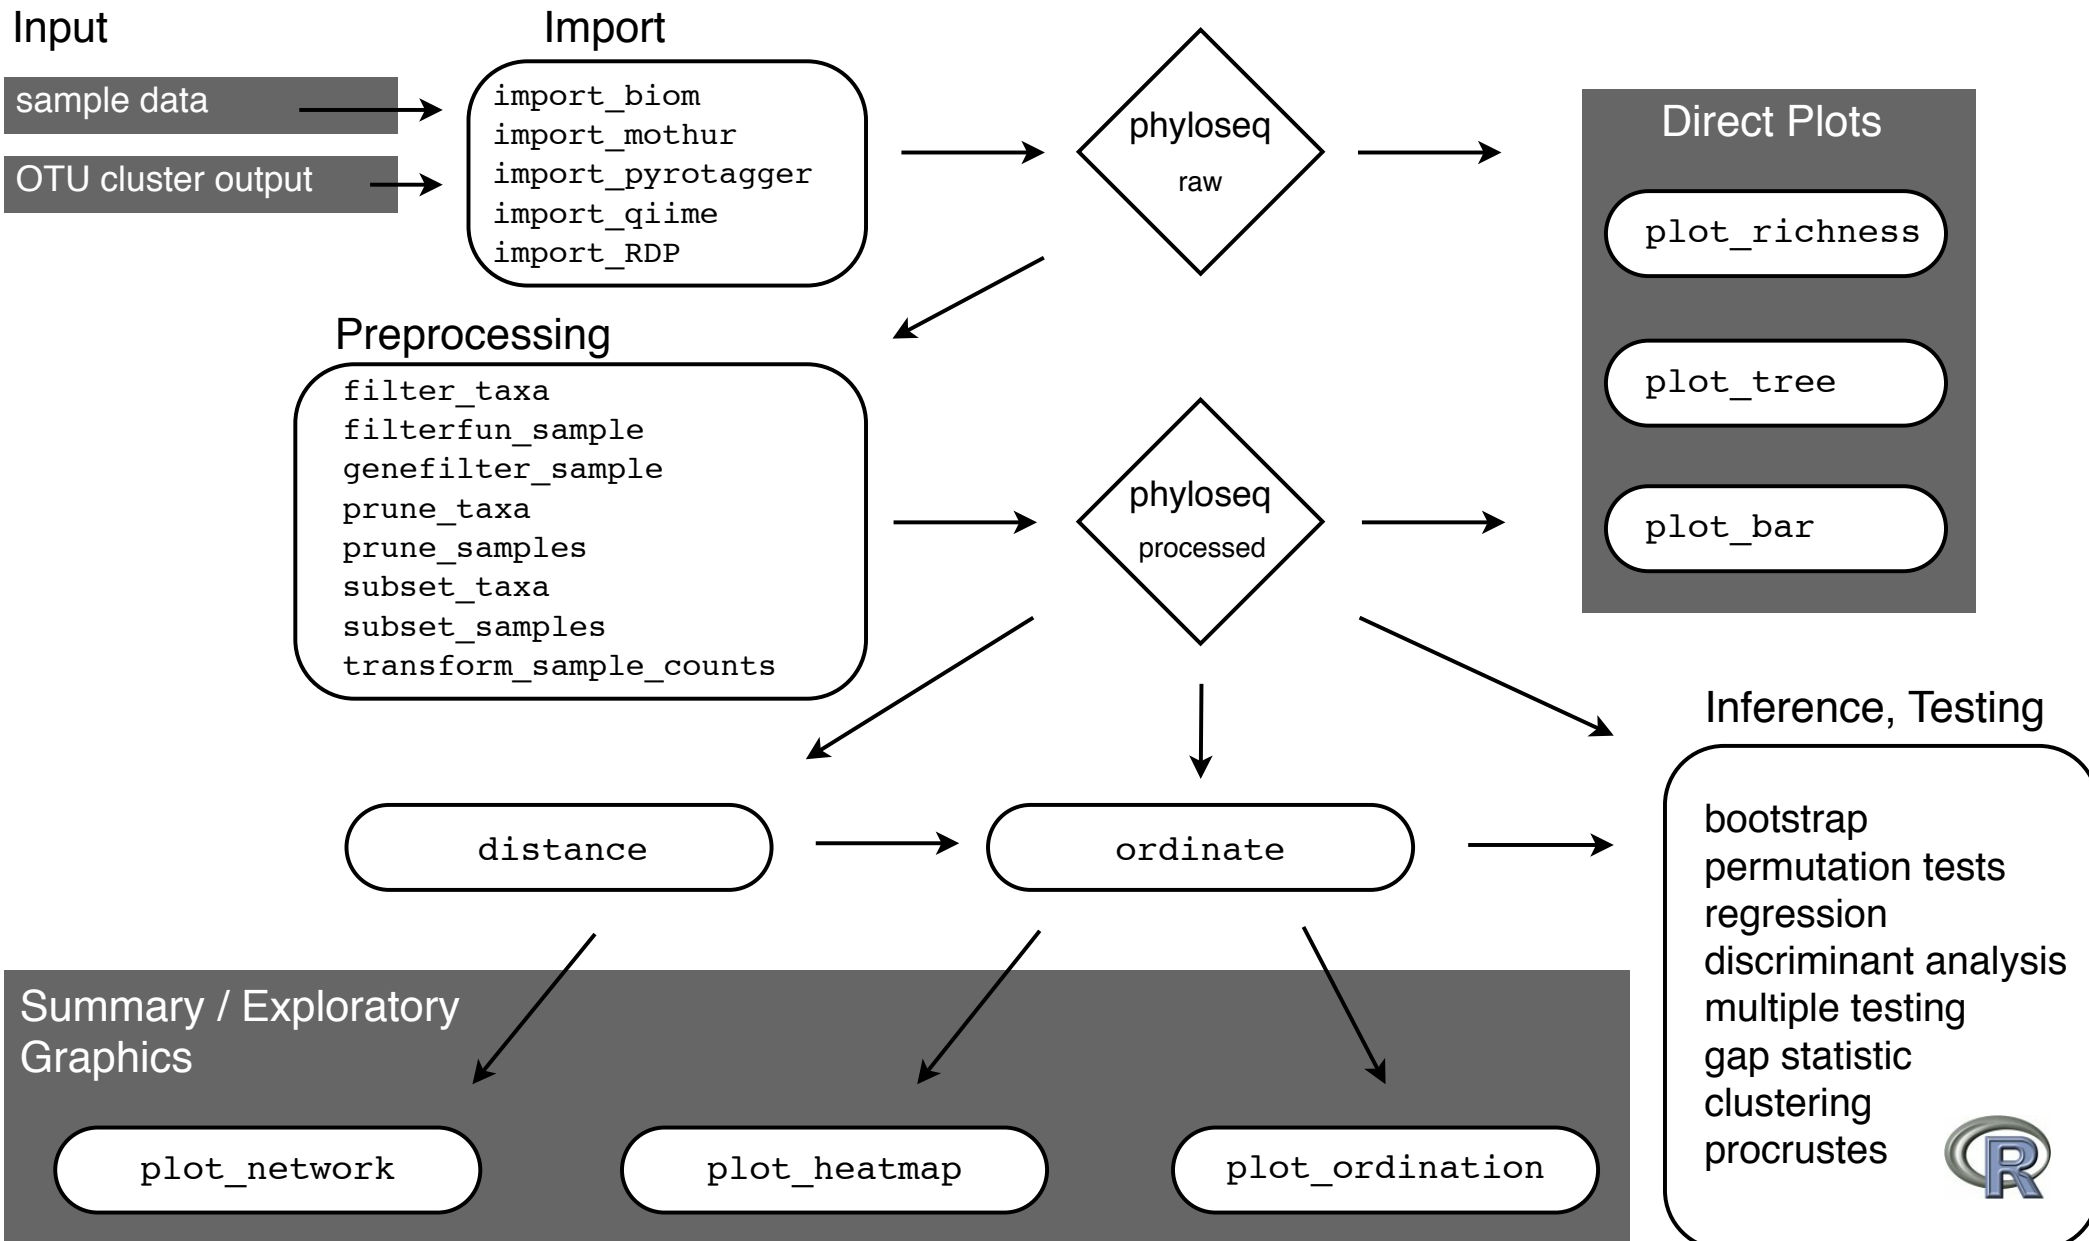 Input
sample data
OTU cluster output
Import
import_biom
import_mothur
import_pyrotagger
import_qiime
import_RDP
phyloseq
raw
Direct Plots
plot_richness
plot_tree
plot_bar
Preprocessing
filter_taxa
filterfun_sample
genefilter_sample
prune_taxa
prune_samples
subset_taxa
subset_samples
transform_sample_counts
phyloseq
processed
distance
ordinate
Inference, Testing
bootstrap
permutation tests
regression
discriminant analysis
multiple testing
gap statistic
clustering
procrustes
R
Summary / Exploratory
Graphics
plot_network
plot_heatmap
plot_ordination